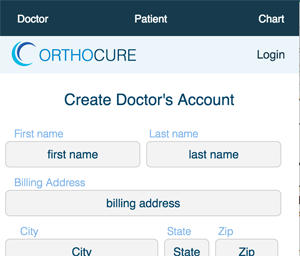 Doctor Patient Chart
ORTHOCURE Login
Create Doctor's Account
First name Last name
first name last name
Billing Address
billing address
City State Zip
City State Zip